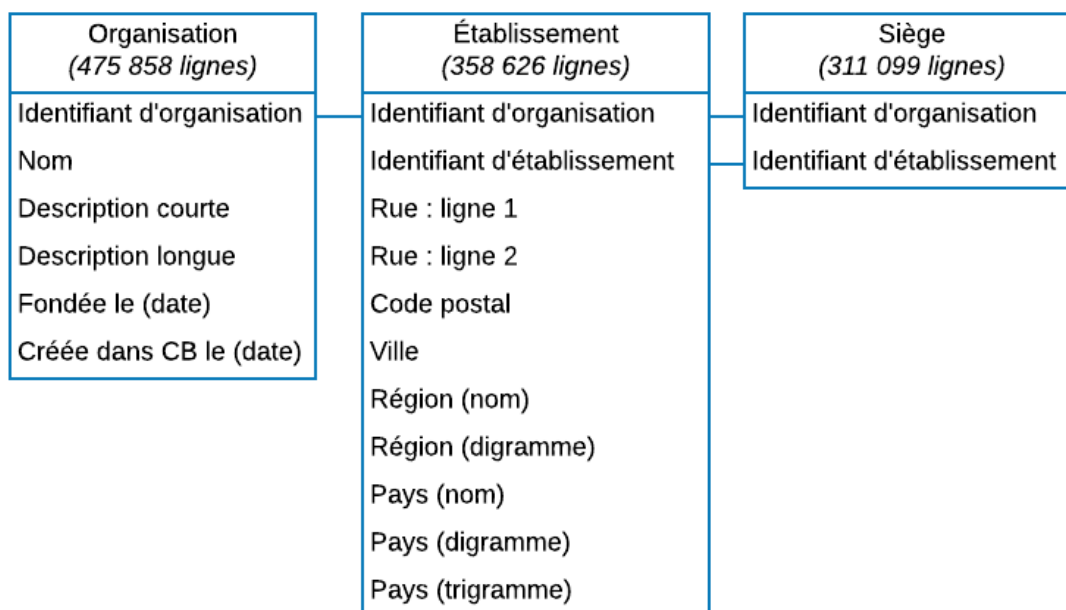 Organisation
(475 858 lignes)
Identifiant d'organisation
Nom
Description courte
Description longue
Fondée le (date)
Créée dans CB le (date)
Établissement
(358 626 lignes)
Identifiant d'organisation
Identifiant d'établissement
Rue : ligne 1
Rue : ligne 2
Code postal
Ville
Région (nom)
Région (digramme)
Pays (nom)
Pays (digramme)
Pays (trigramme)
Siège
(311 099 lignes)
Identifiant d'organisation
Identifiant d'établissement